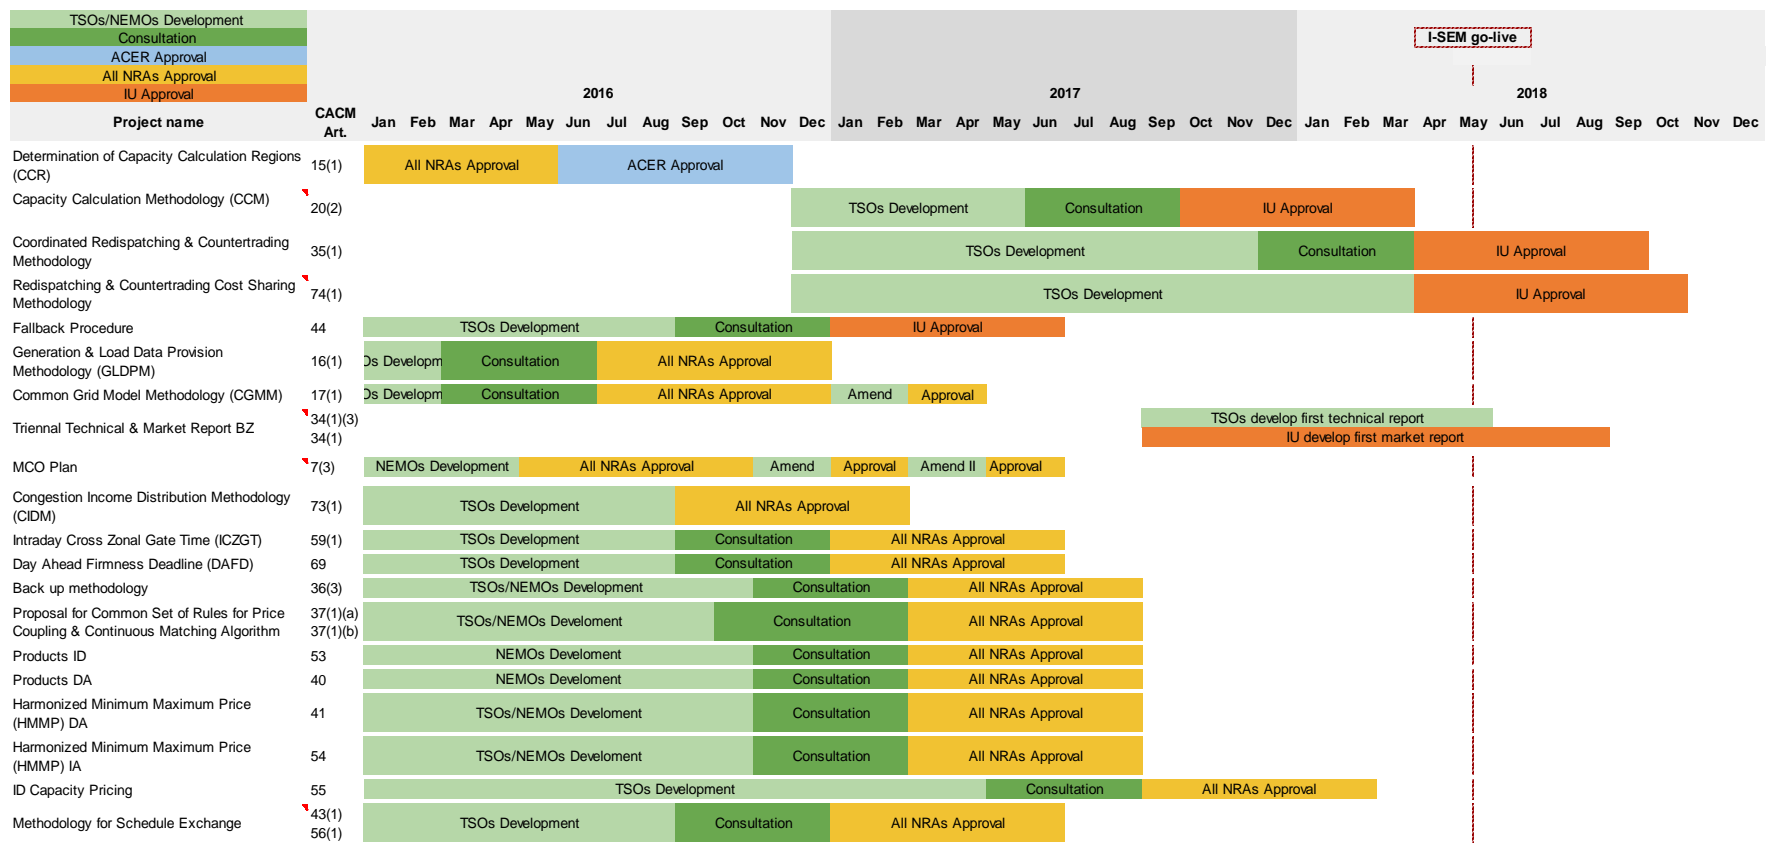 TSOs/NEMOs Development
Consultation
ACER Approval
All NRAs Approval
IU Approval
I-SEM go-live
2016 2017 2018
Project name CACM Art. Jan Feb Mar Apr May Jun Jul Aug Sep Oct Nov Dec Jan Feb Mar Apr May Jun Jul Aug Sep Oct Nov Dec Jan Feb Mar Apr May Jun Jul Aug Sep Oct Nov Dec
Determination of Capacity Calculation Regions
(CCR)
15(1) All NRAs Approval ACER Approval
Capacity Calculation Methodology (CCM)
20(2) TSOs Development Consultation IU Approval
Coordinated Redispatching & Countertrading
Methodology
35(1) TSOs Development Consultation IU Approval
Redispatching & Countertrading Cost Sharing
Methodology
74(1) TSOs Development IU Approval
Fallback Procedure 44 TSOs Development Consultation IU Approval
Generation & Load Data Provision
Methodology (GLDPM)
16(1) Os Developm Consultation All NRAs Approval
Common Grid Model Methodology (CGMM) 17(1) Os Developm Consultation All NRAs Approval Amend Approval
Triennal Technical & Market Report BZ
34(1)(3) TSOs develop first technical report
34(1) IU develop first market report
MCO Plan 7(3) NEMOs Development All NRAs Approval Amend Approval Amend II Approval
Congestion Income Distribution Methodology
(CIDM)
73(1) TSOs Development All NRAs Approval
Intraday Cross Zonal Gate Time (ICZGT) 59(1) TSOs Development Consultation All NRAs Approval
Day Ahead Firmness Deadline (DAFD) 69 TSOs Development Consultation All NRAs Approval
Back up methodology 36(3) TSOs/NEMOs Development Consultation All NRAs Approval
Proposal for Common Set of Rules for Price
Coupling & Continuous Matching Algorithm
37(1)(a)
37(1)(b)
TSOs/NEMOs Develoment Consultation All NRAs Approval
Products ID 53 NEMOs Develoment Consultation All NRAs Approval
Products DA 40 NEMOs Develoment Consultation All NRAs Approval
Harmonized Minimum Maximum Price
(HMMP) DA
41 TSOs/NEMOs Develoment Consultation All NRAs Approval
Harmonized Minimum Maximum Price
(HMMP) IA
54 TSOs/NEMOs Develoment Consultation All NRAs Approval
ID Capacity Pricing 55 TSOs Development Consultation All NRAs Approval
Methodology for Schedule Exchange
43(1)
56(1)
TSOs Development Consultation All NRAs Approval